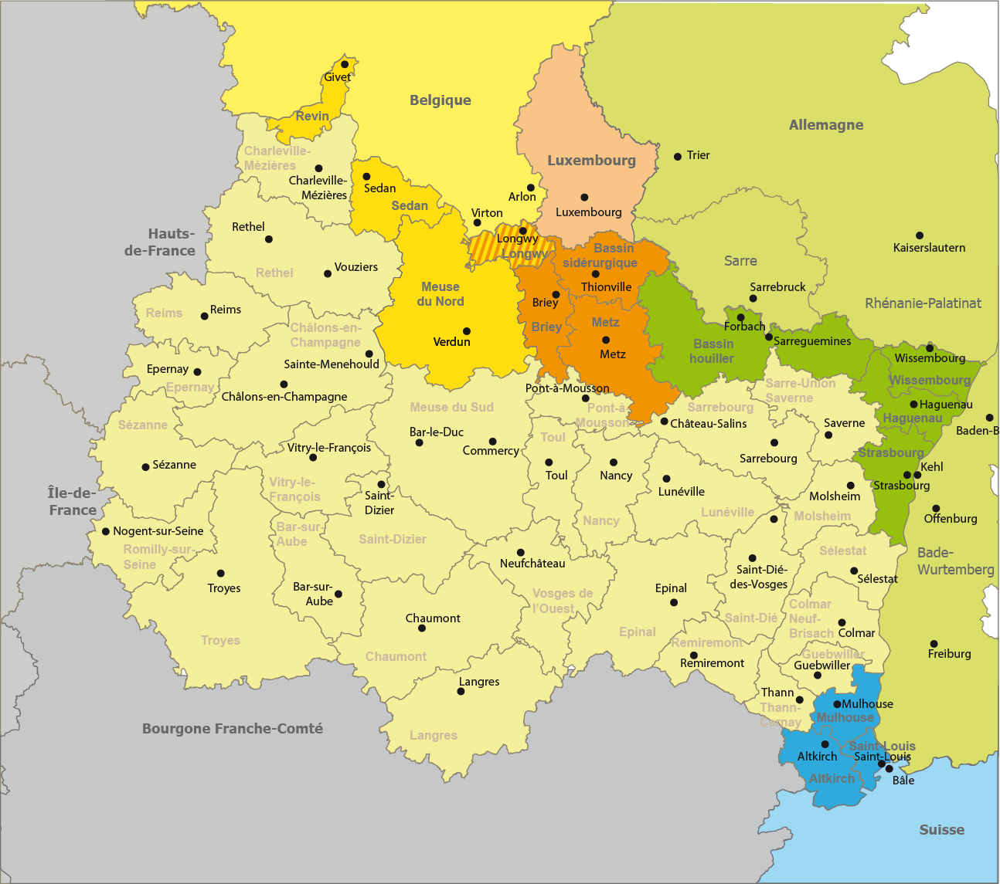 Givet
Revin
Belgique
Allemagne
Charleville-
Mézières
Charleville-
Mézières
Sedan
Sedan
Luxembourg
Luxembourg
Trier
Arlon
Virton
Longwy
Longwy
Hauts-
de-France
Rethel
Rethel
Vouziers
Bassin
sidérurgique
Thionville
Kaiserslautern
Sarre
Sarrebruck
Rhénanie-Palatinat
Meuse
du Nord
Verdun
Briey
Briey
Metz
Metz
Reims
Reims
Châlons-en-
Champagne
Sainte-Menehould
Châlons-en-Champagne
Epernay
Epernay
Forbach
Bassin
houiller
Sarreguemines
Wissembourg
Wissembourg
Haguenau
Haguenau
Baden-B
Pont-à-Mousson
Pont-à-
Mousson
Sarre-Union
Saverne
Saverne
Sarrebourg
Sarrebourg
Château-Salins
Meuse du Sud
Bar-le-Duc
Commercy
Toul
Toul
Nancy
Nancy
Sézanne
Sézanne
Vitry-le-François
Vitry-le-
François
Saint-
Dizier
Saint-Dizier
Strasbourg
Strasbourg
Kehl
Offenburg
Molsheim
Molsheim
Lunéville
Lunéville
Île-de-
France
Nogent-sur-Seine
Romilly-sur-
Seine
Bar-sur-
Aube
Bar-sur-
Aube
Troyes
Troyes
Neufchâteau
Vosges de
l’Ouest
Epinal
Epinal
Saint-Dié-
des-Vosges
Saint-Dié
Sélestat
Sélestat
Bade-
Wurtemberg
Colmar
Neuf-
Brisach
Colmar
Chaumont
Chaumont
Remiremont
Remiremont
Guebwiller
Guebwiller
Freiburg
Langres
Langres
Thann
Thann-
Cernay
Mulhouse
Mulhouse
Bourgone Franche-Comté
Altkirch
Altkirch
Saint-Louis
Saint-Louis
Bâle
Suisse